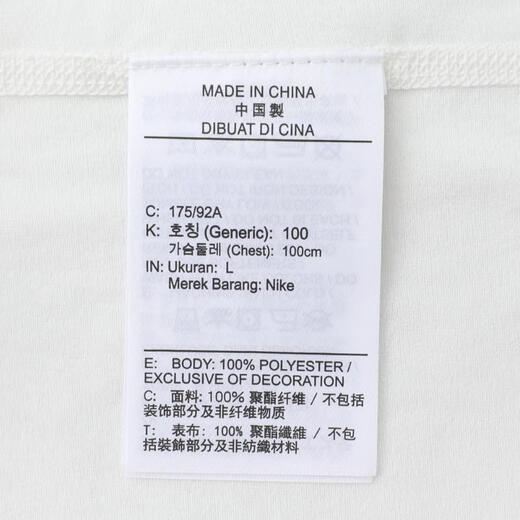 MADE IN CHINA
中国製
DIBUAT DI CINA
C: 175/92A
K: 호칭 (Generic): 100
가슴둘레 (Chest): 100cm
IN: Ukuran: L
Merek Barang: Nike
E: BODY: 100% POLYESTER /
EXCLUSIVE OF DECORATION
C: 面料: 100% 聚酯纤维 / 不包括
装饰部分及非纤维物质
T: 表布: 100% 聚酯纖維 / 不包
括裝飾部分及非紡織材料